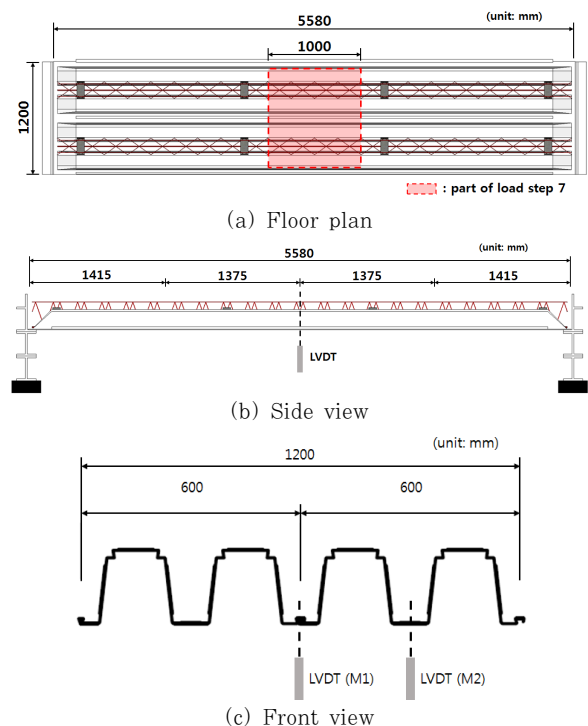 5580
(unit: mm)
1000
1200
: part of load step 7
(a) Floor plan
5580
(unit: mm)
1415
1375
1375
1415
LVDT
(b) Side view
(unit: mm)
1200
600
600
LVDT (M1)
LVDT (M2)
(c) Front view